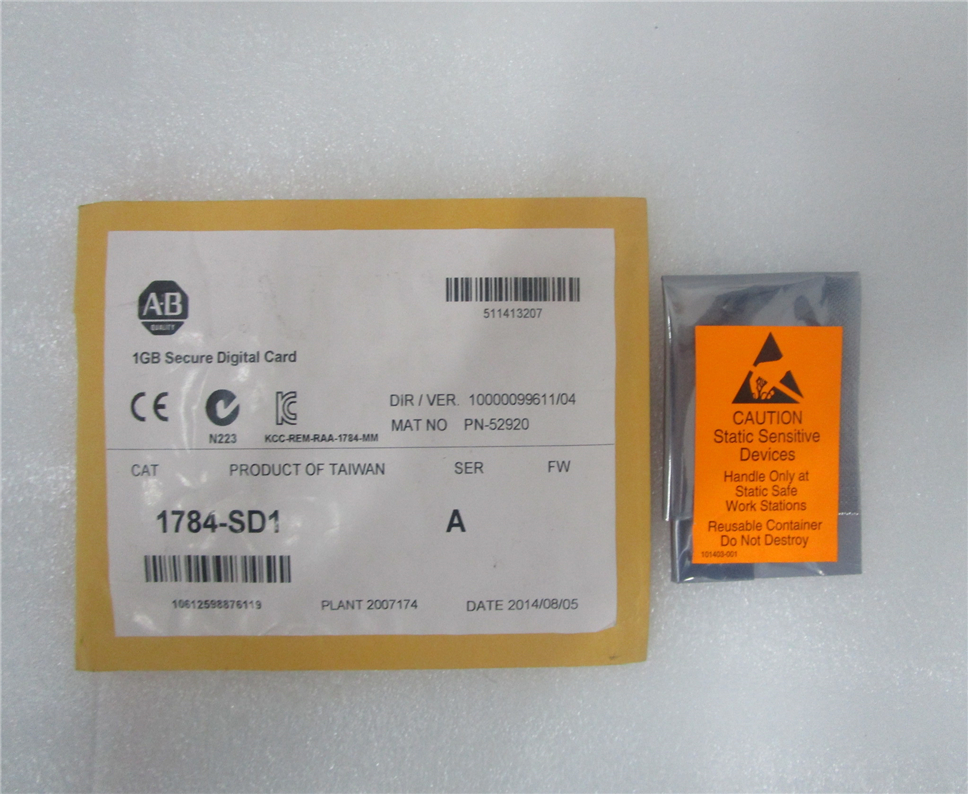 A·B
QUALITY
511413207
1GB Secure Digital Card
CE
N223
KCC-REM-RAA-1784-MM
DIR / VER. 10000099611/04
MAT NO PN-52920
CAT PRODUCT OF TAIWAN SER FW
1784-SD1 A
10612598876119 PLANT 2007174 DATE 2014/08/05
CAUTION
Static Sensitive
Devices
Handle Only at
Static Safe
Work Stations
Reusable Container
Do Not Destroy
101403-001